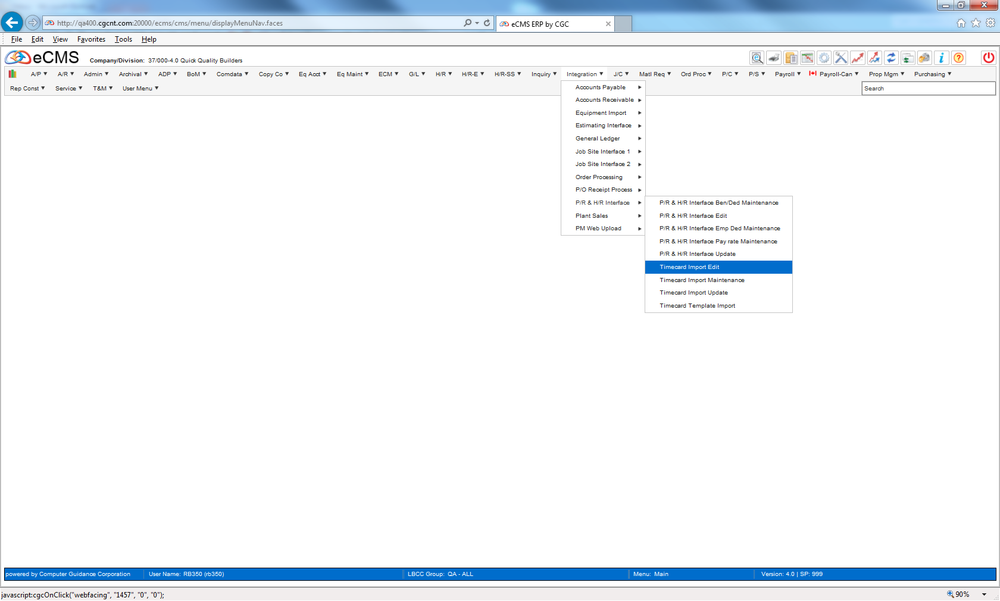 http://qa400.cgcnt.com:20000/ecms/cms/menu/displayMenuNav.faces
eCMS ERP by CGC
File Edit View Favorites Tools Help
eCMS Company/Division: 37/000-4.0 Quick Quality Builders
A/P A/R Admin Archival ADP BoM Comdata Copy Co Eq Acct Eq Maint ECM G/L H/R H/R-E H/R-SS Inquiry Integration J/C Matl Req Ord Proc P/C P/S Payroll Payroll-Can Prop Mgm Purchasing
Rep Const Service T&M User Menu Search
Accounts Payable
Accounts Receivable
Equipment Import
Estimating Interface
General Ledger
Job Site Interface 1
Job Site Interface 2
Order Processing
P/O Receipt Process
P/R & H/R Interface
Plant Sales
PM Web Upload
P/R & H/R Interface Ben/Ded Maintenance
P/R & H/R Interface Edit
P/R & H/R Interface Emp Ded Maintenance
P/R & H/R Interface Pay rate Maintenance
P/R & H/R Interface Update
Timecard Import Edit
Timecard Import Maintenance
Timecard Import Update
Timecard Template Import
powered by Computer Guidance Corporation User Name: RB350 (rb350) LBCC Group: QA - ALL Menu: Main Version: 4.0 | SP: 999
javascript:cgcOnClick("webfacing", "1457", "0", "0"); 90%